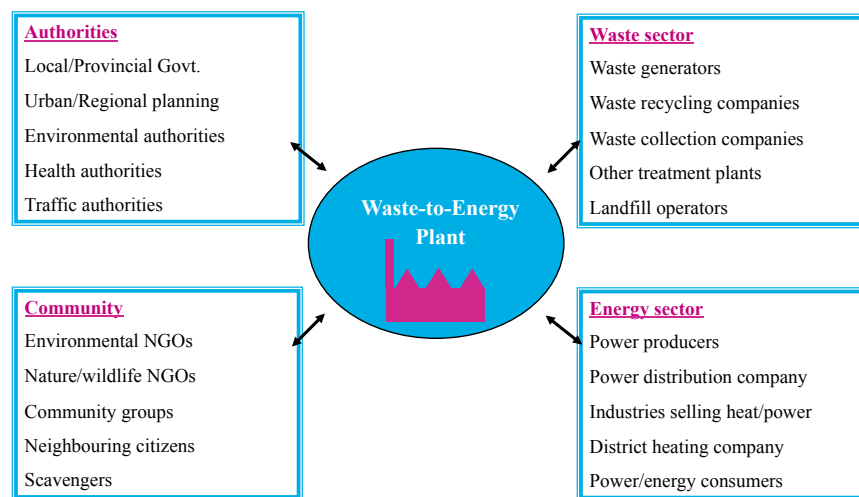 Authorities
Local/Provincial Govt.
Urban/Regional planning
Environmental authorities
Health authorities
Traffic authorities
Waste sector
Waste generators
Waste recycling companies
Waste collection companies
Other treatment plants
Landfill operators
Waste-to-Energy
Plant
Community
Environmental NGOs
Nature/wildlife NGOs
Community groups
Neighbouring citizens
Scavengers
Energy sector
Power producers
Power distribution company
Industries selling heat/power
District heating company
Power/energy consumers